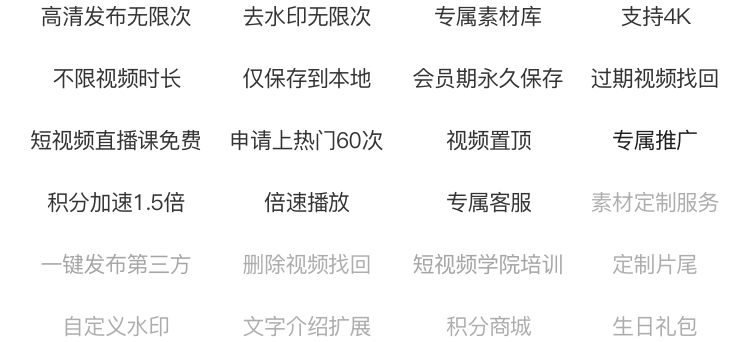 高清发布无限次 去水印无限次 专属素材库 支持4K
不限视频时长 仅保存到本地 会员期永久保存 过期视频找回
短视频直播课免费 申请上热门60次 视频置顶 专属推广
积分加速1.5倍 倍速播放 专属客服 素材定制服务
一键发布第三方 删除视频找回 短视频学院培训 定制片尾
自定义水印 文字介绍扩展 积分商城 生日礼包